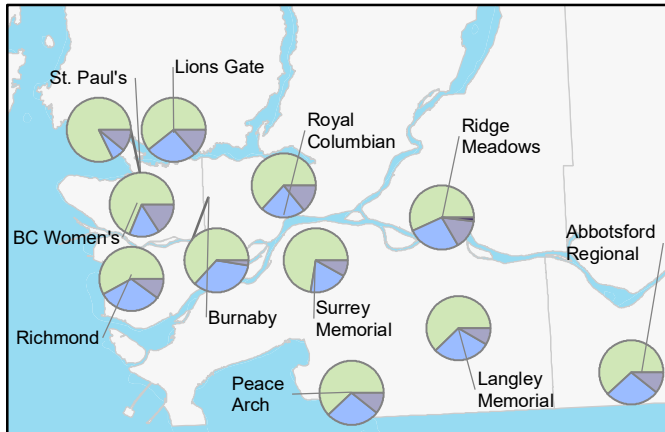 St. Paul's
Lions Gate
Royal
Columbian
Ridge
Meadows
Abbotsford
Regional
BC Women's
Richmond
Burnaby
Surrey
Memorial
Peace
Arch
Langley
Memorial